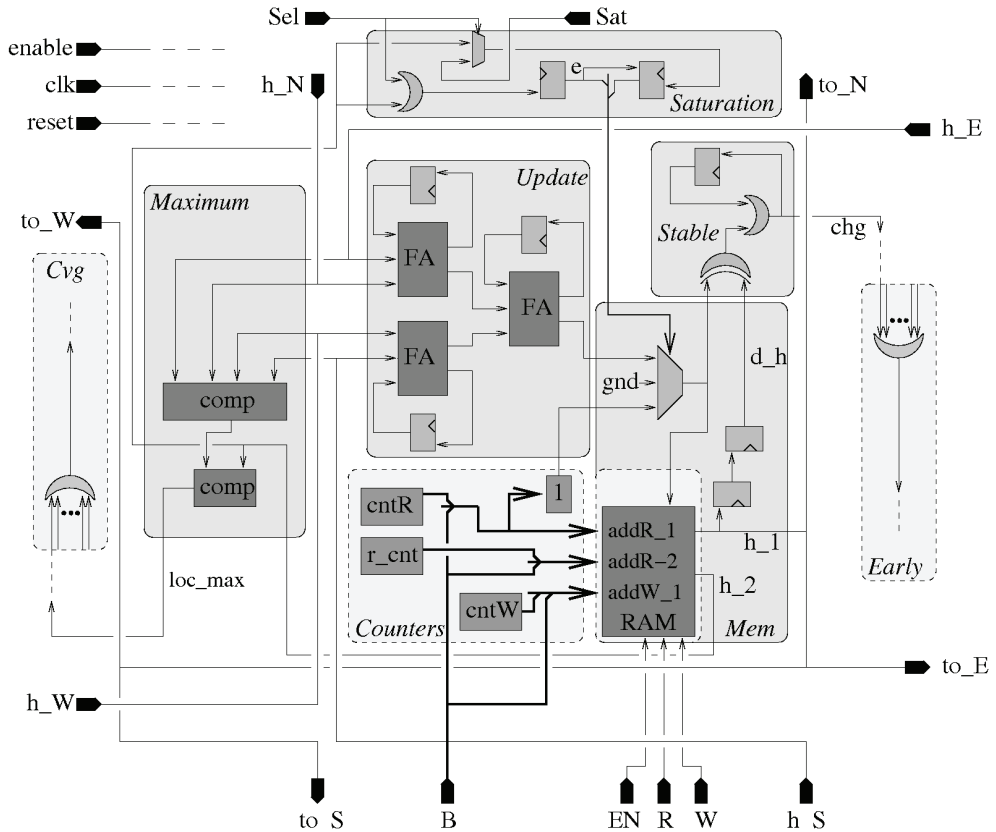 Sel
Sat
enable
clk
reset
h_N
e
Saturation
to_N
h_E
Maximum
Update
Stable
chg
to_W
Cvg
FA
FA
FA
d_h
gnd
comp
comp
1
cntR
r_cnt
cntW
Counters
addR_1
addR-2
addW_1
RAM
Mem
h_1
h_2
Early
loc_max
to_E
h_W
to_S
B
EN
R
W
h_S